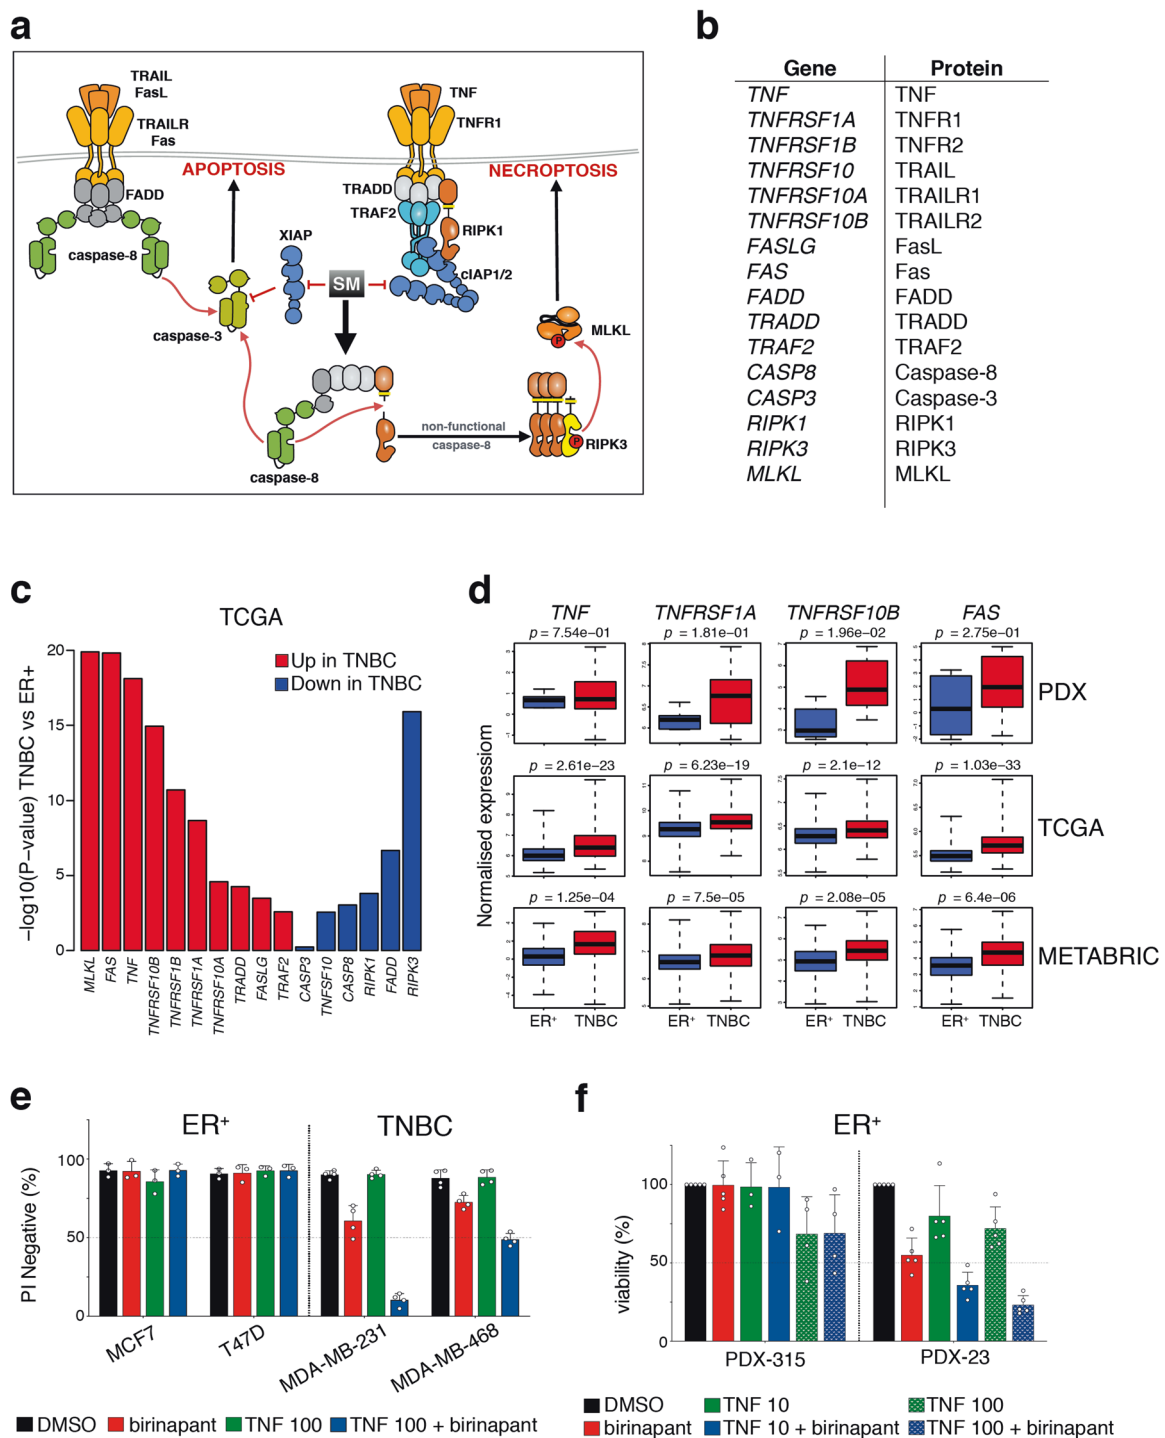 a
TRAIL
FasL
TRAILR
Fas
TNF
TNFR1
APOPTOSIS
NECROPTOSIS
FADD
TRADD
TRAF2
RIPK1
XIAP
caspase-8
cIAP1/2
SM
caspase-3
MLKL
P
non-functional
caspase-8
P
RIPK3
caspase-8
b
Gene Protein
TNF TNF
TNFRSF1A TNFR1
TNFRSF1B TNFR2
TNFRSF10 TRAIL
TNFRSF10A TRAILR1
TNFRSF10B TRAILR2
FASLG FasL
FAS Fas
FADD FADD
TRADD TRADD
TRAF2 TRAF2
CASP8 Caspase-8
CASP3 Caspase-3
RIPK1 RIPK1
RIPK3 RIPK3
MLKL MLKL
c
TCGA
Up in TNBC
Down in TNBC
−log10(P−value) TNBC vs ER+
20
15
10
5
0
MLKL FAS TNF TNFRSF10B TNFRSF1B TNFRSF1A TNFRSF10A TRADD FASLG TRAF2 CASP3 TNFSF10 CASP8 RIPK1 FADD RIPK3
d
TNF TNFRSF1A TNFRSF10B FAS
p = 7.54e−01 p = 1.81e−01 p = 1.96e−02 p = 2.75e−01
PDX
p = 2.61e−23 p = 6.23e−19 p = 2.1e−12 p = 1.03e−33
TCGA
p = 1.25e−04 p = 7.5e−05 p = 2.08e−05 p = 6.4e−06
METABRIC
Normalised expressiom
ER+ TNBC ER+ TNBC ER+ TNBC ER+ TNBC
e
ER+ TNBC
PI Negative (%)
100
50
0
MCF7 T47D MDA-MB-231 MDA-MB-468
DMSO birinapant TNF 100 TNF 100 + birinapant
f
ER+
viability (%)
100
50
0
PDX-315 PDX-23
DMSO TNF 10 TNF 100
birinapant TNF 10 + birinapant TNF 100 + birinapant